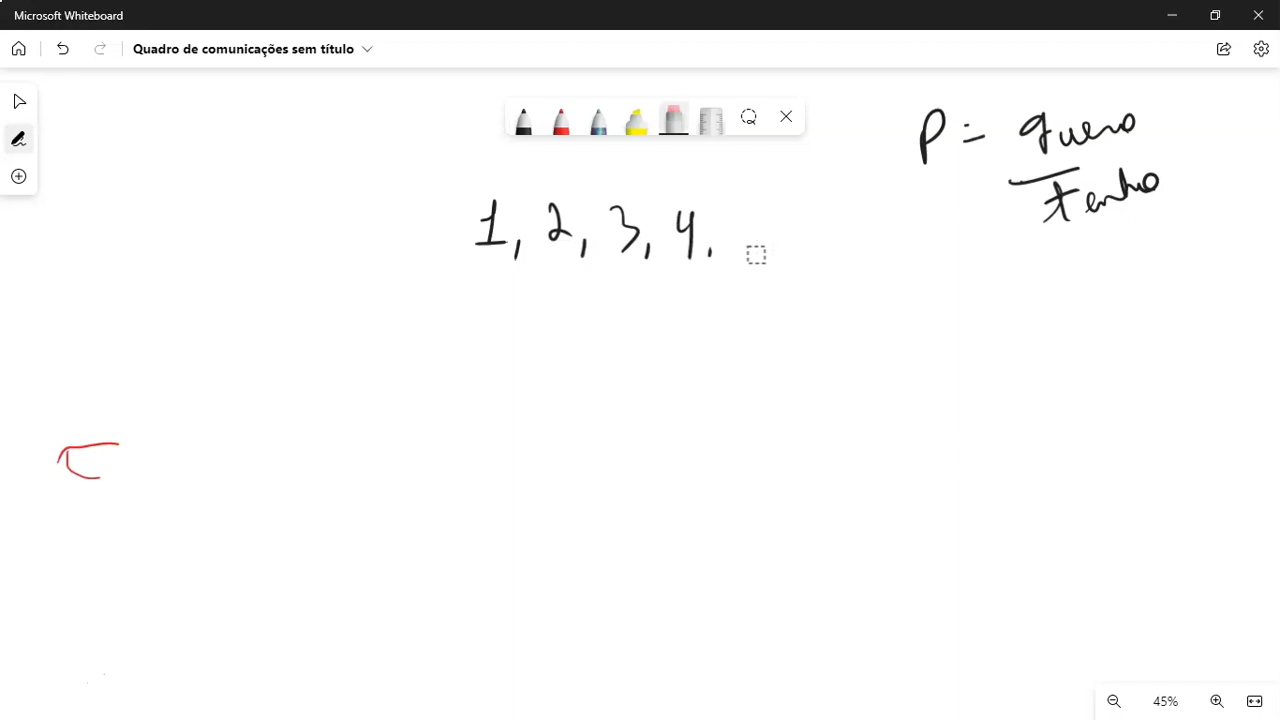 Microsoft Whiteboard
Quadro de comunicações sem título
P = quero
tenho
1, 2, 3, 4.
45%